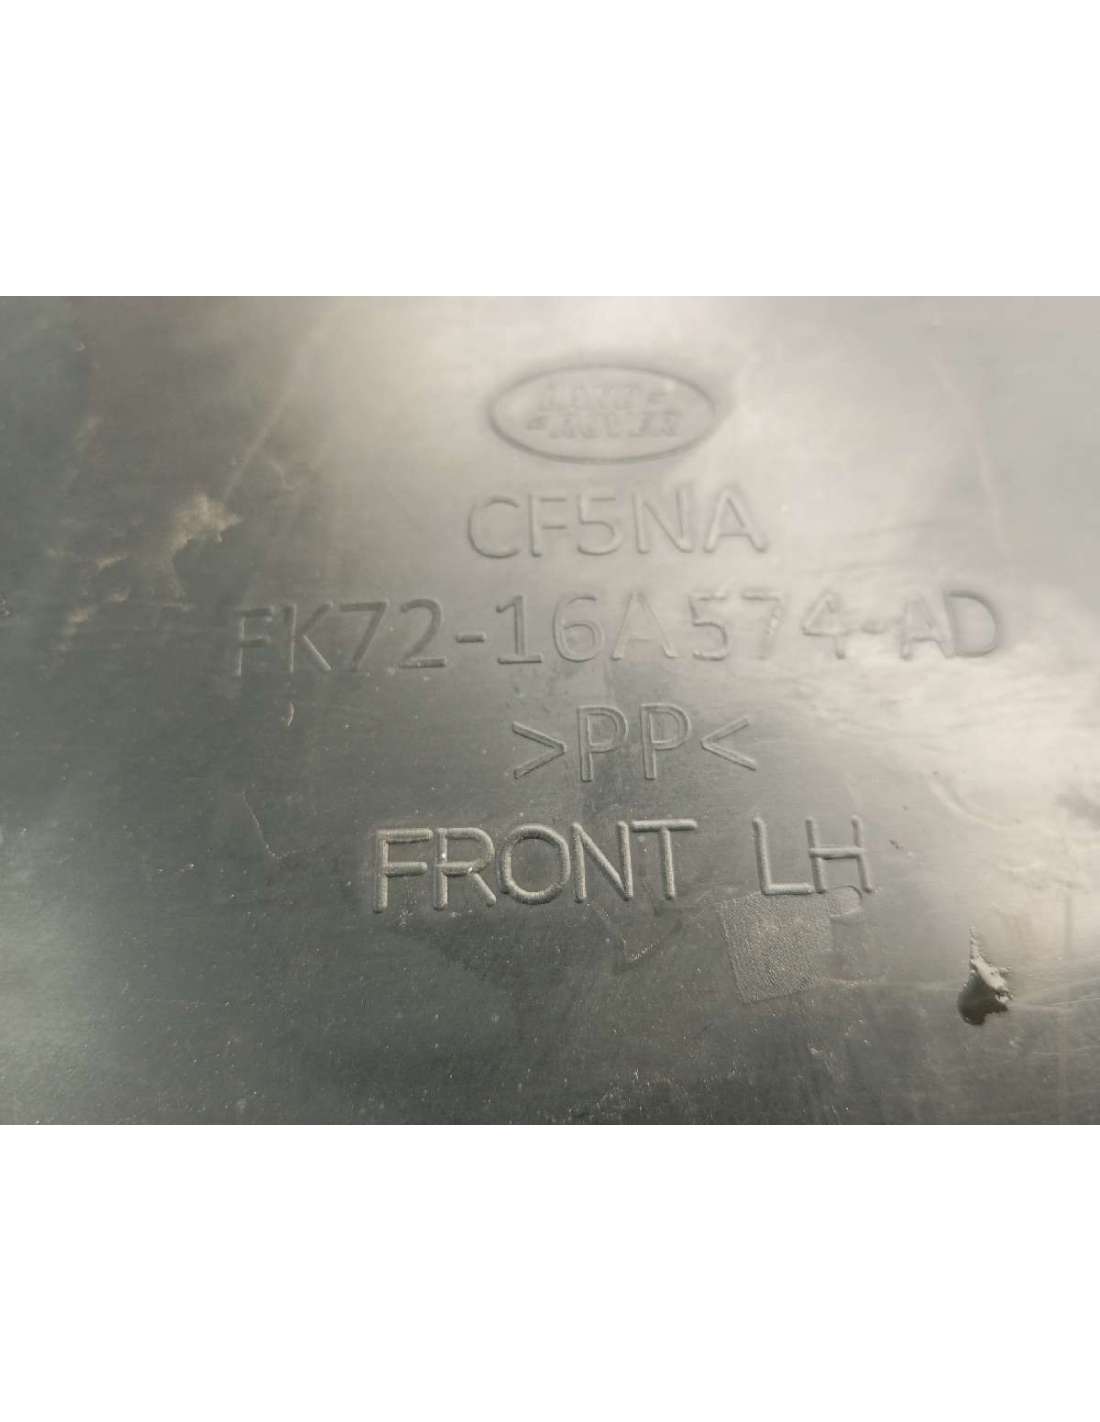 LAND-
-ROVER
CF5NA
FK72-16A574-AD
>PP<
FRONT LH